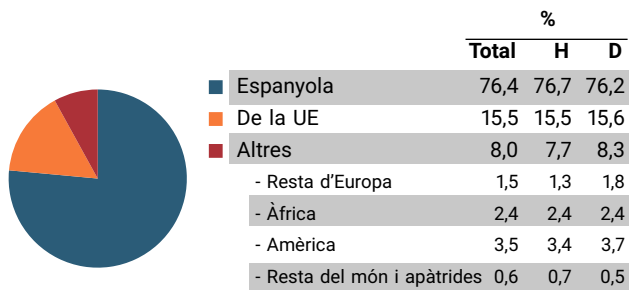 %
Total H D
Espanyola 76,4 76,7 76,2
De la UE 15,5 15,5 15,6
Altres 8,0 7,7 8,3
- Resta d'Europa 1,5 1,3 1,8
- Àfrica 2,4 2,4 2,4
- Amèrica 3,5 3,4 3,7
- Resta del món i apàtrides 0,6 0,7 0,5